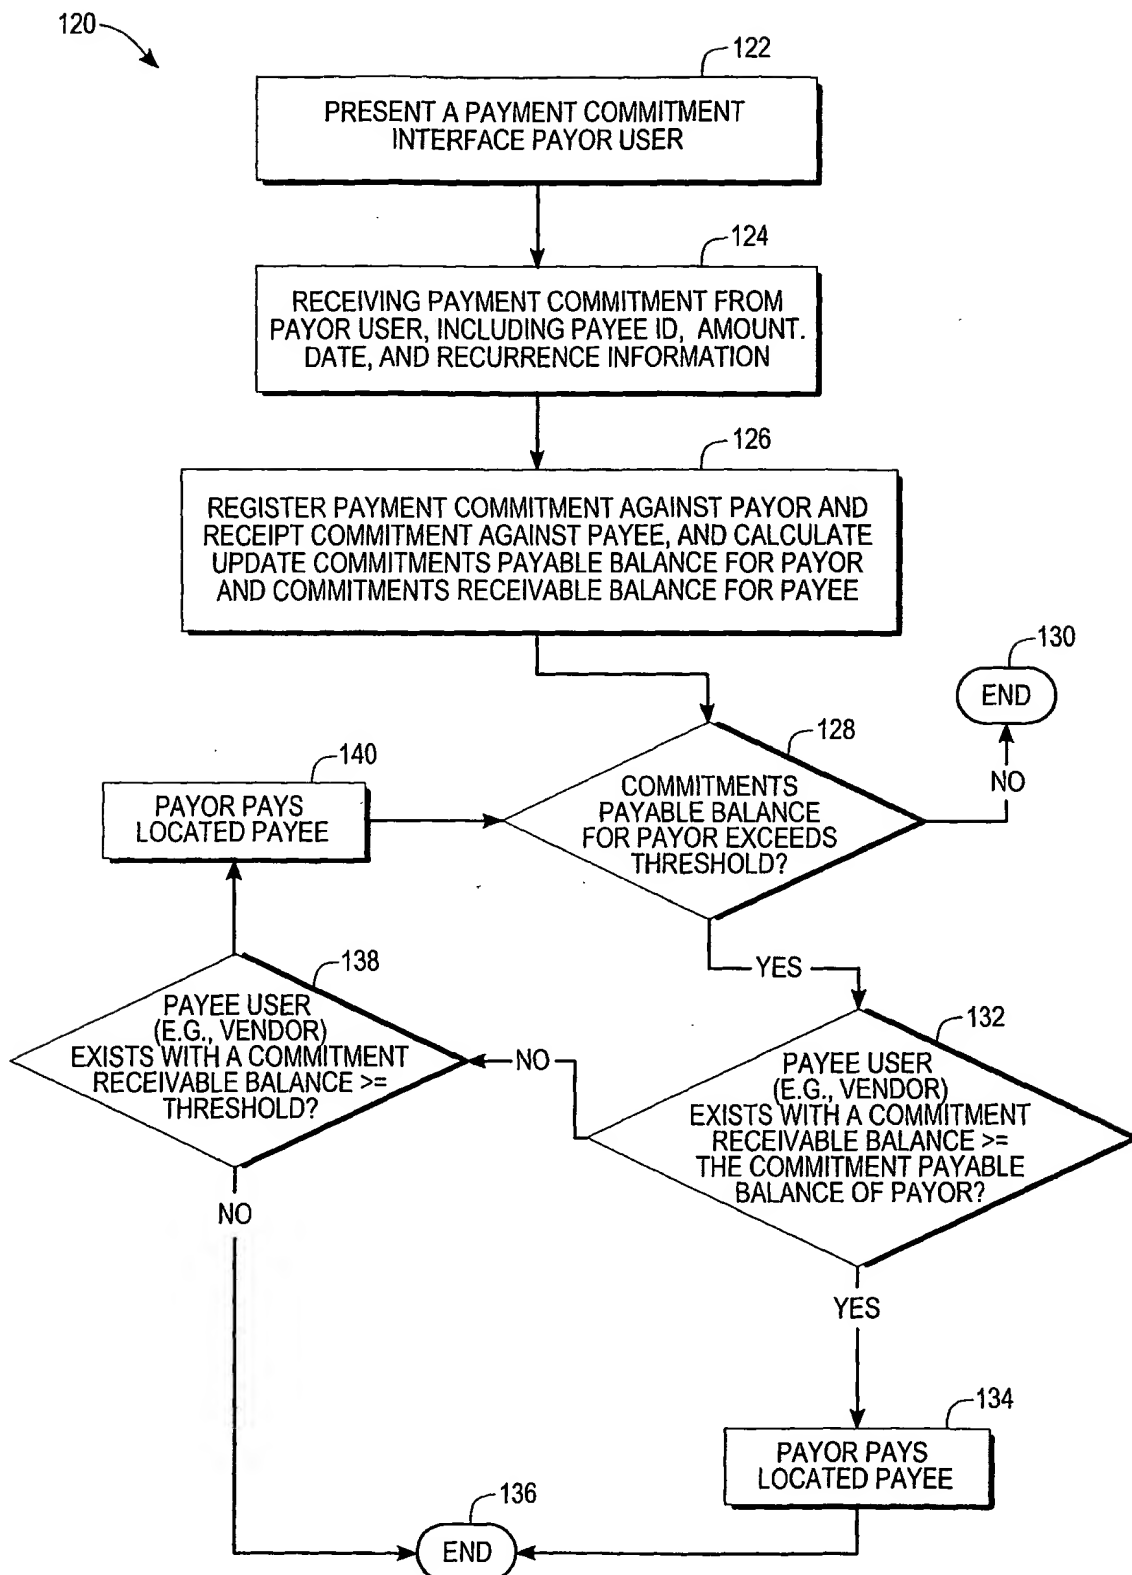 120
122
PRESENT A PAYMENT COMMITMENT
INTERFACE PAYOR USER
124
RECEIVING PAYMENT COMMITMENT FROM
PAYOR USER, INCLUDING PAYEE ID, AMOUNT.
DATE, AND RECURRENCE INFORMATION
126
REGISTER PAYMENT COMMITMENT AGAINST PAYOR AND
RECEIPT COMMITMENT AGAINST PAYEE, AND CALCULATE
UPDATE COMMITMENTS PAYABLE BALANCE FOR PAYOR
AND COMMITMENTS RECEIVABLE BALANCE FOR PAYEE
130
END
NO
128
COMMITMENTS
PAYABLE BALANCE
FOR PAYOR EXCEEDS
THRESHOLD?
140
PAYOR PAYS
LOCATED PAYEE
YES
138
PAYEE USER
(E.G., VENDOR)
EXISTS WITH A COMMITMENT
RECEIVABLE BALANCE >=
THRESHOLD?
NO
132
PAYEE USER
(E.G., VENDOR)
EXISTS WITH A COMMITMENT
RECEIVABLE BALANCE >=
THE COMMITMENT PAYABLE
BALANCE OF PAYOR?
NO
YES
134
PAYOR PAYS
LOCATED PAYEE
136
END